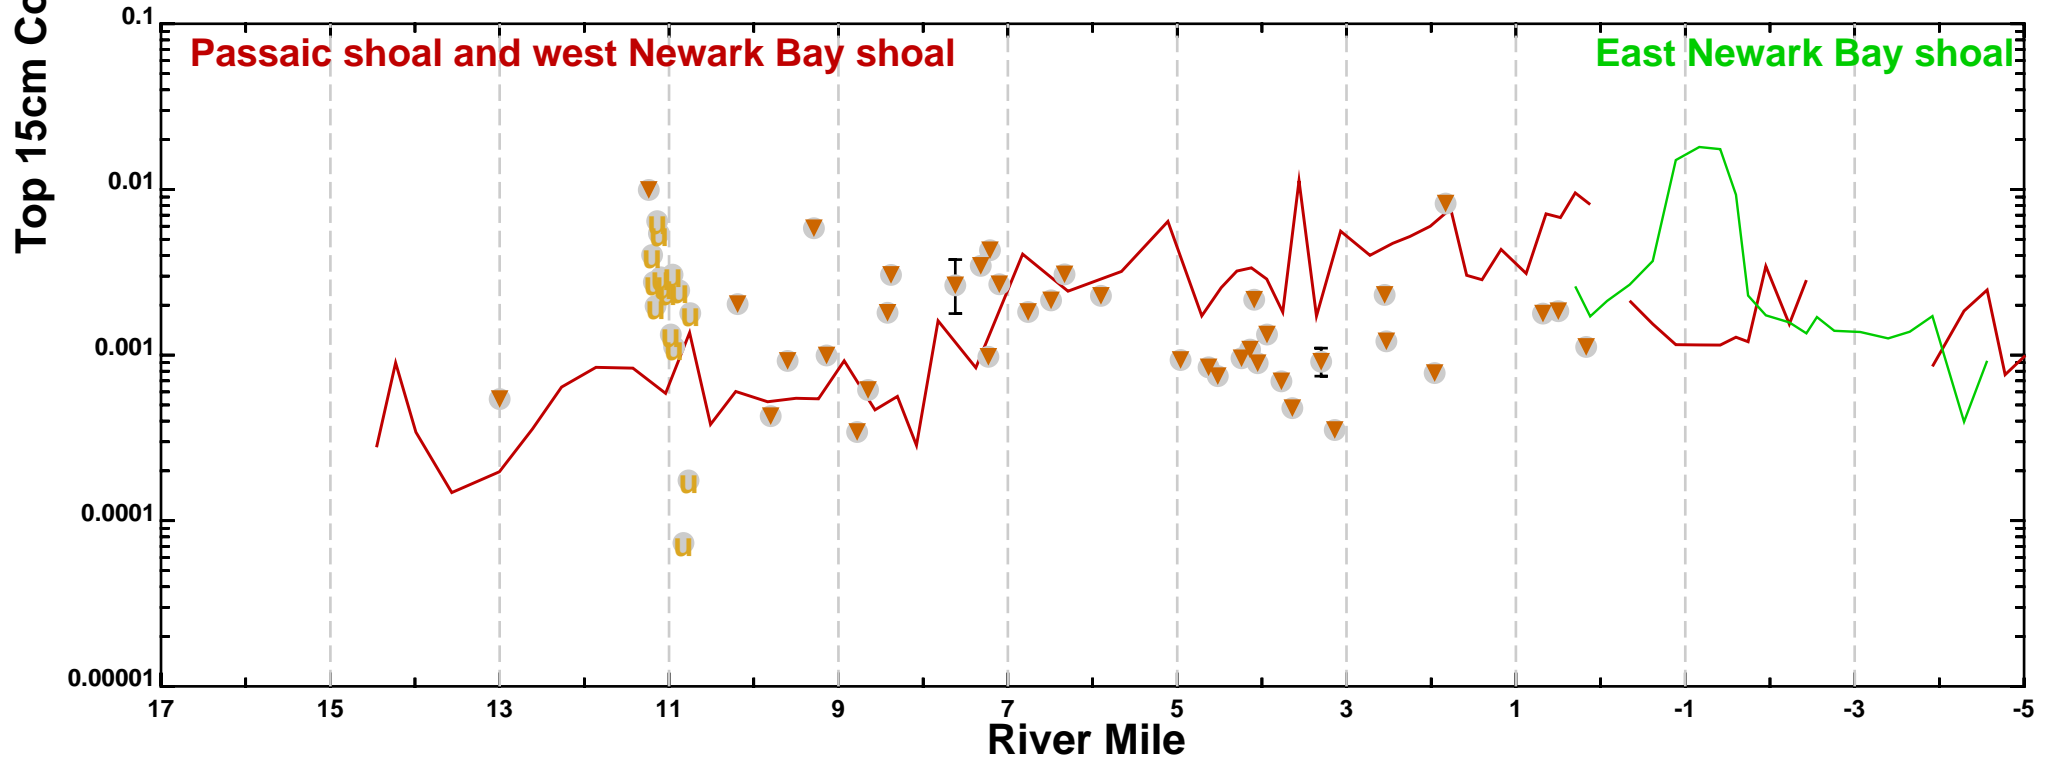 Top 15cm
0.1
0.01
0.001
0.0001
0.00001
Passaic shoal and west Newark Bay shoal
East Newark Bay shoal
u
u
u
u
u
u
u
u
u
u
u
u
u
u
17 15 13 11 9 7 5 3 1 -1 -3 -5
River Mile